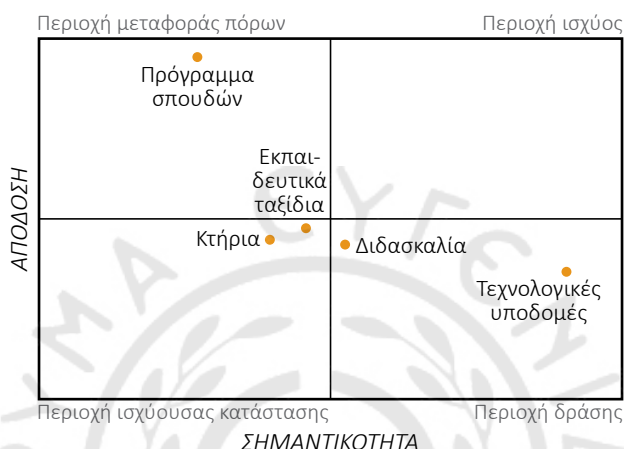 Περιοχή μεταφοράς πόρων
Περιοχή ισχύος
Πρόγραμμα
σπουδών
Εκπαι-
δευτικά
ταξίδια
ΑΠΟΔΟΣΗ
Κτήρια
Διδασκαλία
Τεχνολογικές
υποδομές
Περιοχή ισχύουσας κατάστασης
Περιοχή δράσης
ΣΗΜΑΝΤΙΚΟΤΗΤΑ